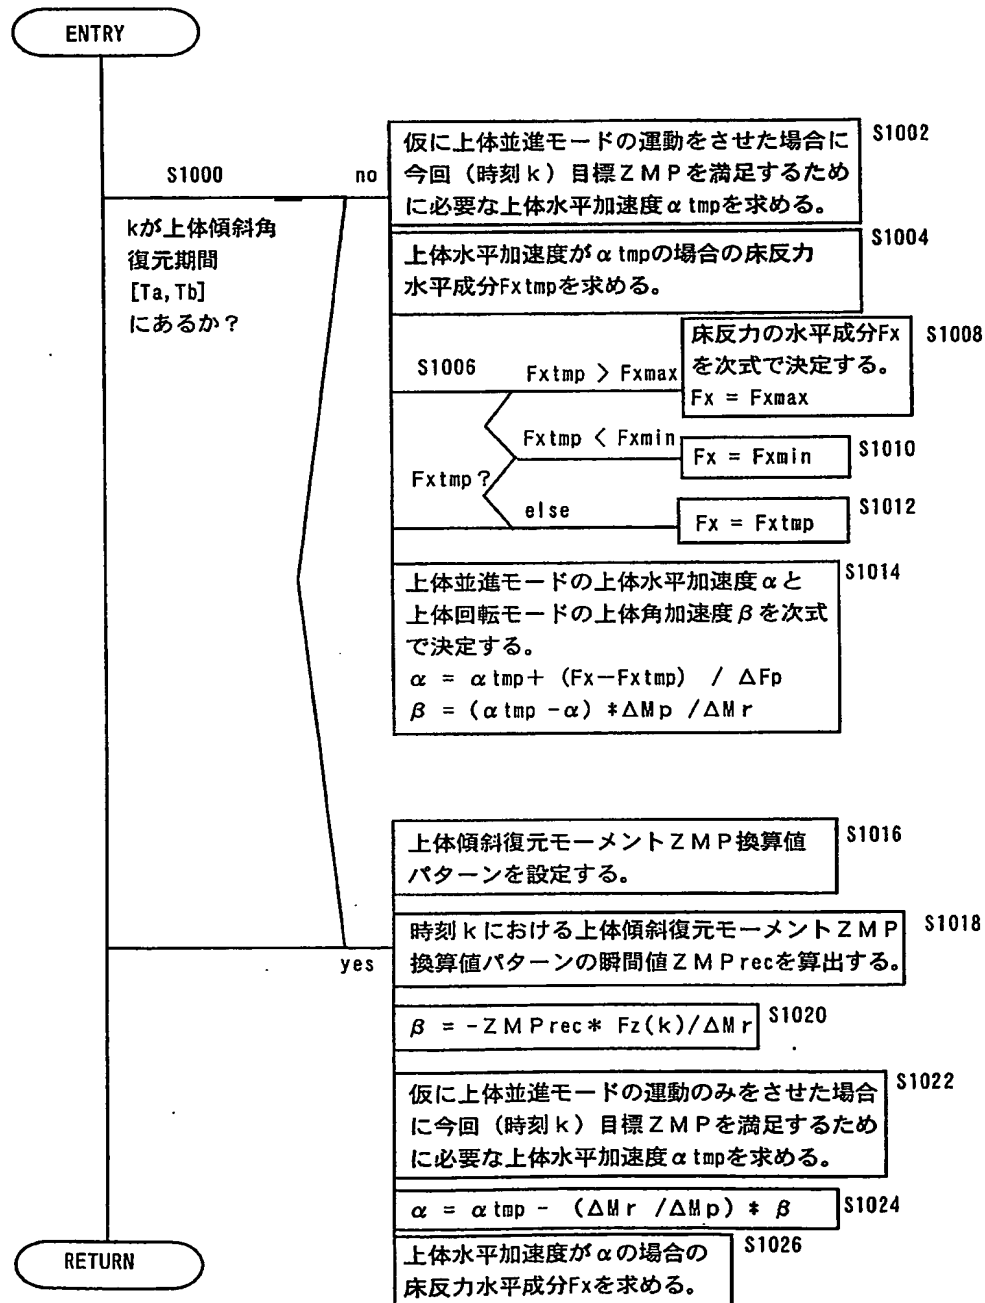 ENTRY
S1000
no
kが上体傾斜角
復元期間
[Ta,Tb]
にあるか？
仮に上体並進モードの運動をさせた場合に
今回（時刻ｋ）目標ＺＭＰを満足するため
に必要な上体水平加速度αtmpを求める。
S1002
上体水平加速度がαtmpの場合の床反力
水平成分Fxtmpを求める。
S1004
S1006
Fxtmp > Fxmax
床反力の水平成分Fx
を次式で決定する。
Fx = Fxmax
S1008
Fxtmp < Fxmin
Fx = Fxmin
S1010
Fxtmp？
else
Fx = Fxtmp
S1012
上体並進モードの上体水平加速度αと
上体回転モードの上体角加速度βを次式
で決定する。
α = αtmp＋ (Fx－Fxtmp) / ΔFp
β = (αtmp -α) *ΔMp /ΔMr
S1014
上体傾斜復元モーメントＺＭＰ換算値
パターンを設定する。
S1016
yes
時刻ｋにおける上体傾斜復元モーメントＺＭＰ
換算値パターンの瞬間値ＺＭＰrecを算出する。
S1018
β = -ＺＭＰrec* Fz(k)/ΔMr
S1020
仮に上体並進モードの運動のみをさせた場合
に今回（時刻ｋ）目標ＺＭＰを満足するため
に必要な上体水平加速度αtmpを求める。
S1022
α = αtmp - (ΔMr /ΔMp) * β
S1024
上体水平加速度がαの場合の
床反力水平成分Fxを求める。
S1026
RETURN